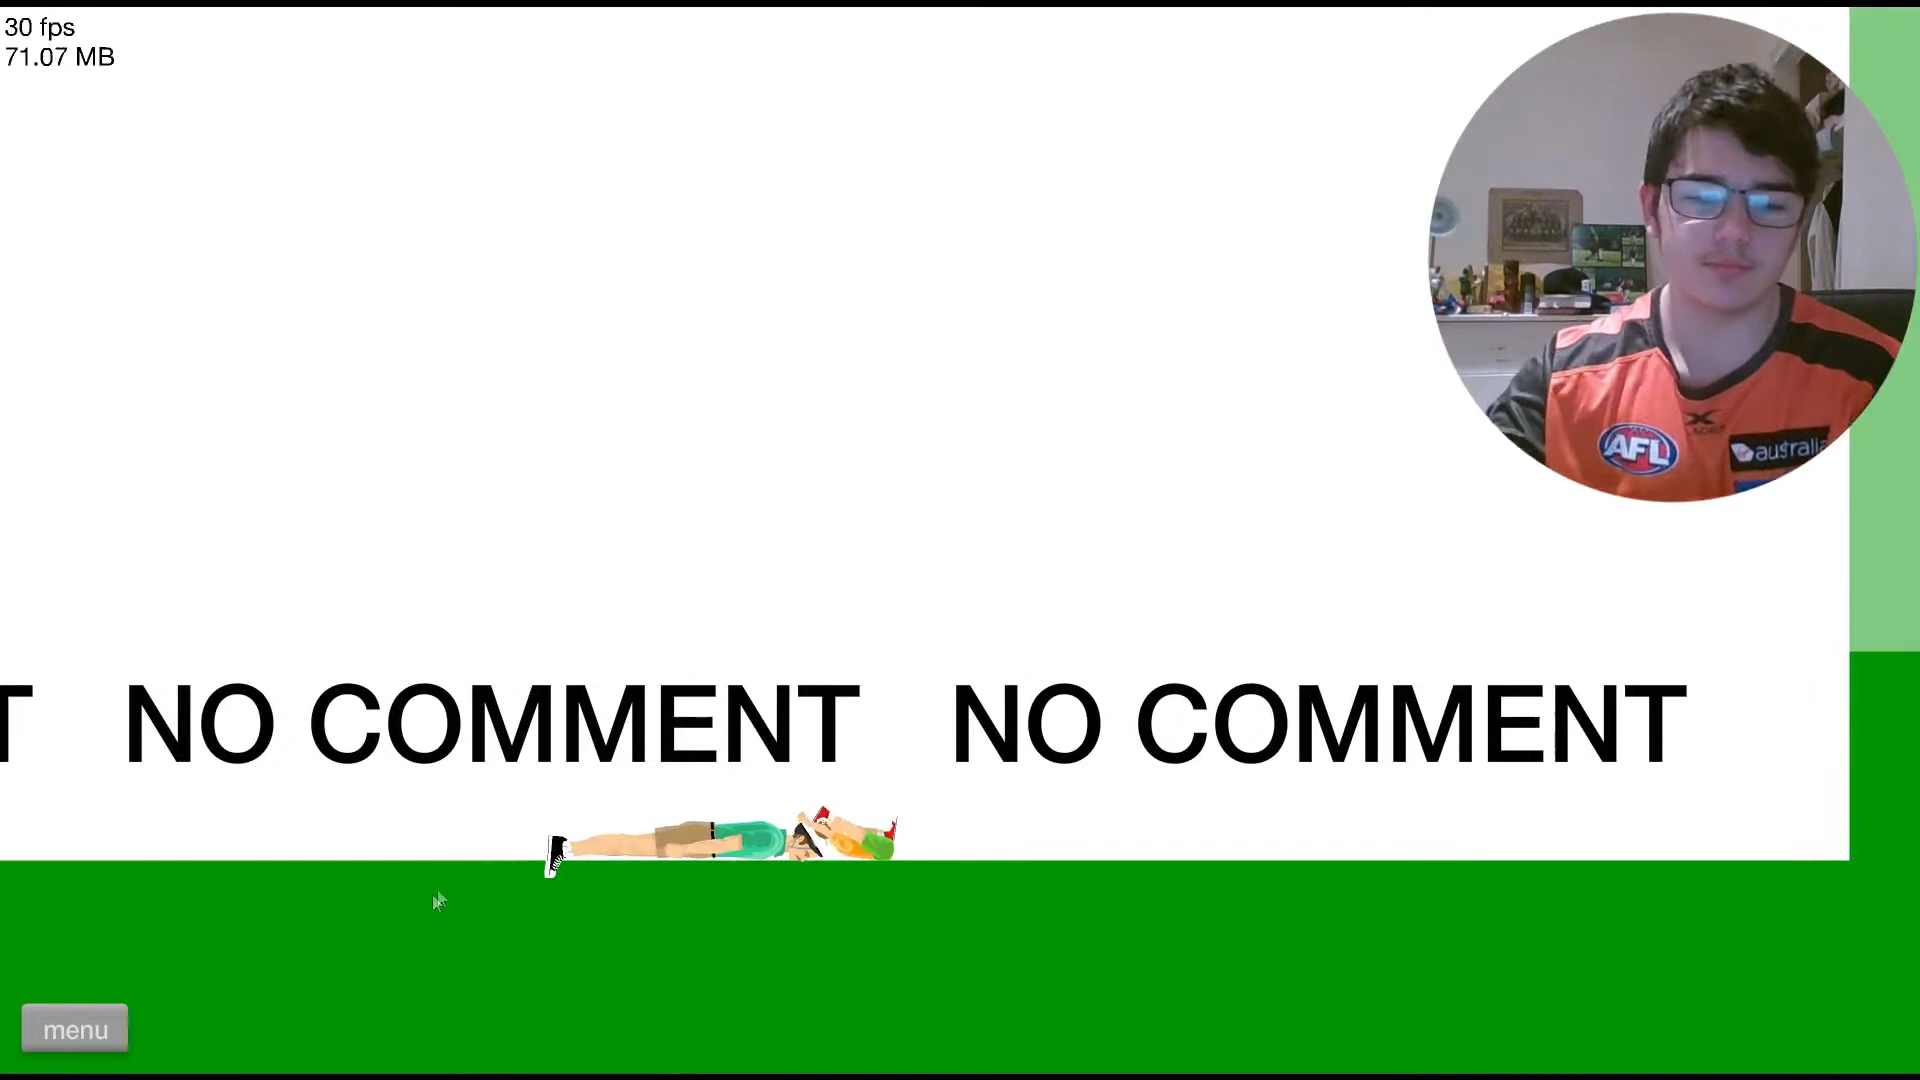 30 fps
71.07 MB
AFL
australia
T NO COMMENT NO COMMENT
menu